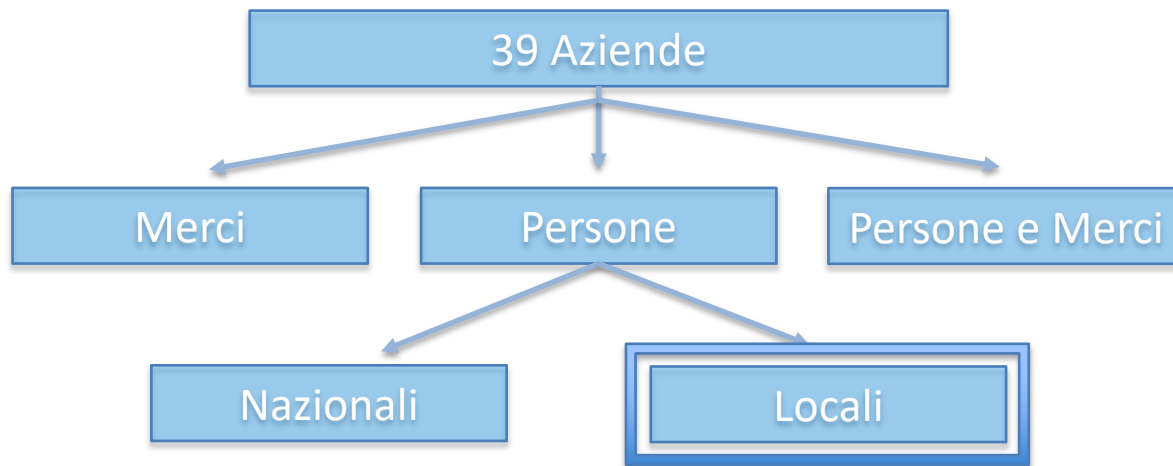 39 Aziende
Merci
Persone
Persone e Merci
Nazionali
Locali